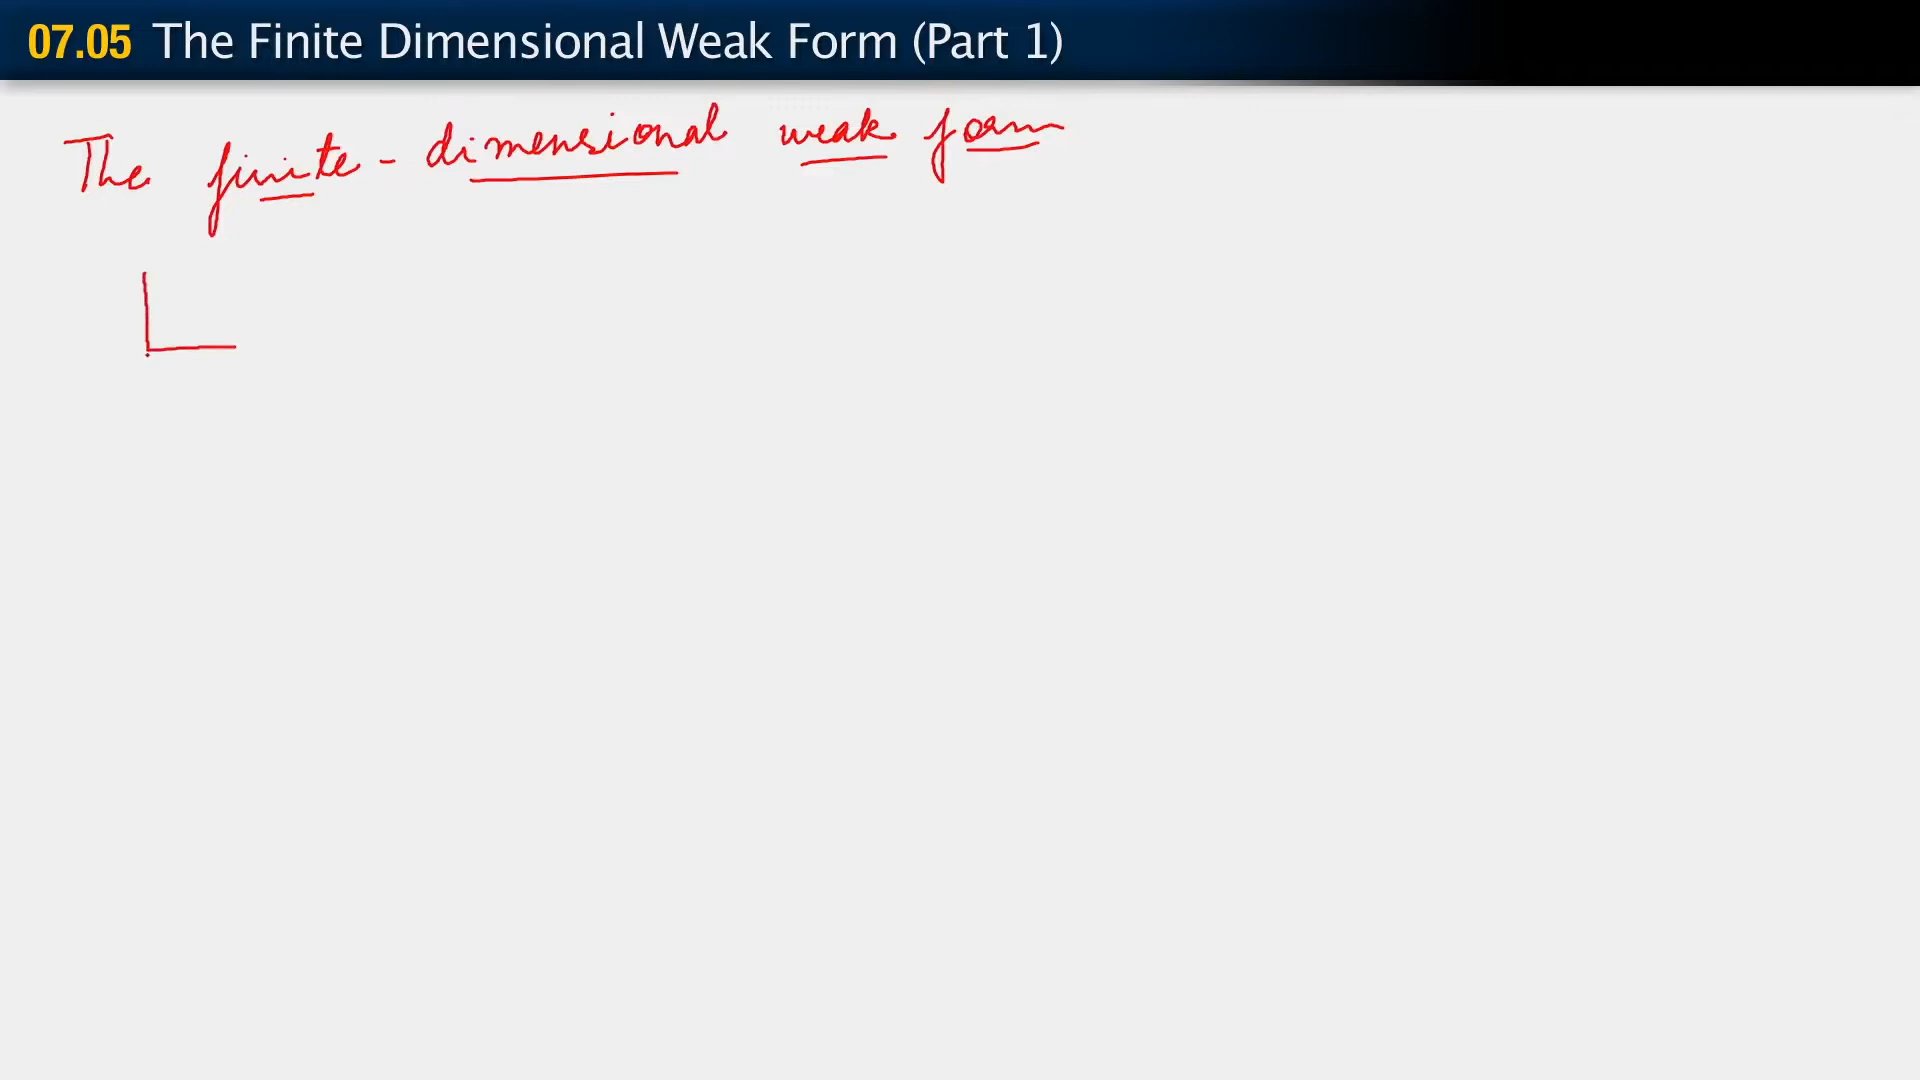 07.05 The Finite Dimensional Weak Form (Part 1)
The finite-dimensional weak form